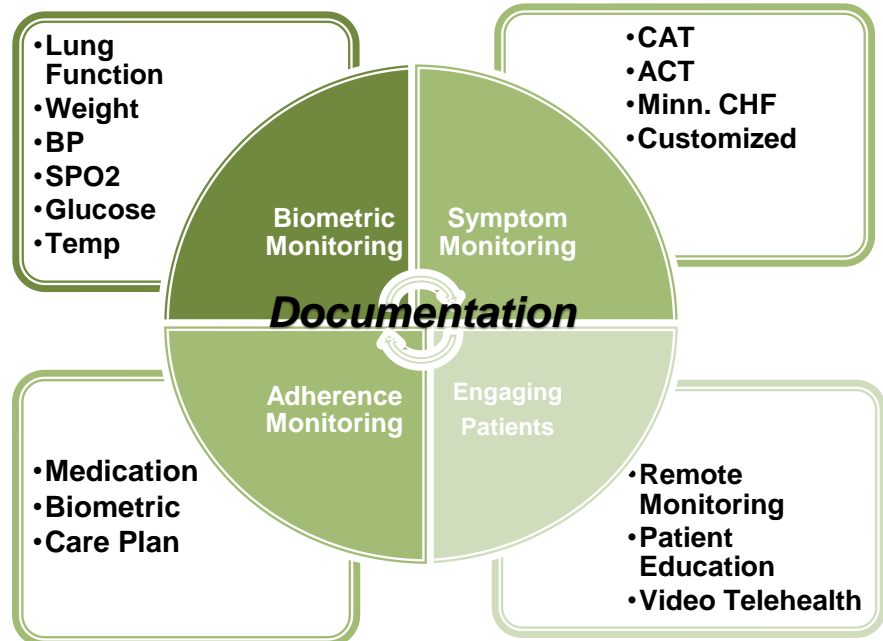 •Lung
Function
•Weight
•BP
•SPO2
•Glucose
•Temp
•CAT
•ACT
•Minn. CHF
•Customized
Biometric
Monitoring
Symptom
Monitoring
Documentation
Adherence
Monitoring
Engaging
Patients
•Medication
•Biometric
•Care Plan
•Remote
Monitoring
•Patient
Education
•Video Telehealth